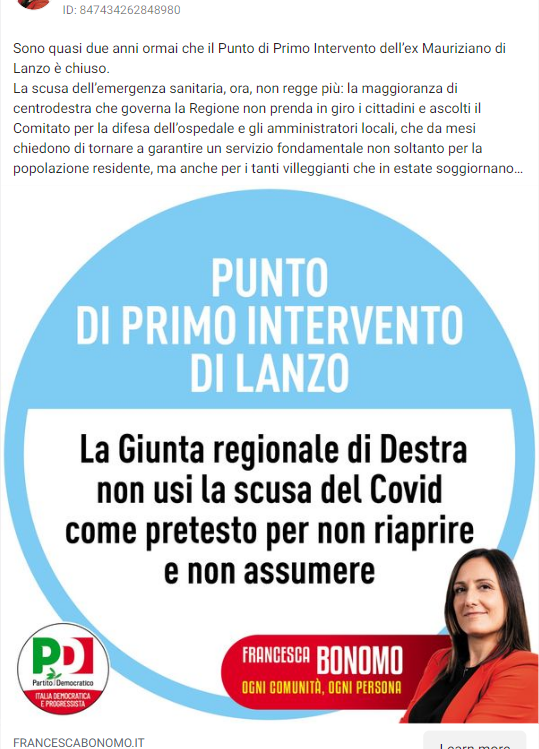 ID: 847434262848980
Sono quasi due anni ormai che il Punto di Primo Intervento dell'ex Mauriziano di
Lanzo è chiuso.
La scusa dell'emergenza sanitaria, ora, non regge più: la maggioranza di
centrodestra che governa la Regione non prenda in giro i cittadini e ascolti il
Comitato per la difesa dell'ospedale e gli amministratori locali, che da mesi
chiedono di tornare a garantire un servizio fondamentale non soltanto per la
popolazione residente, ma anche per i tanti villeggianti che in estate soggiornano...
PUNTO
DI PRIMO INTERVENTO
DI LANZO
La Giunta regionale di Destra
non usi la scusa del Covid
come pretesto per non riaprire
e non assumere
PD
Partito Democratico
ITALIA DEMOCRATICA
E PROGRESSISTA
FRANCESCA BONOMO
OGNI COMUNITÀ, OGNI PERSONA
FRANCESCABONOMO.IT
Learn more